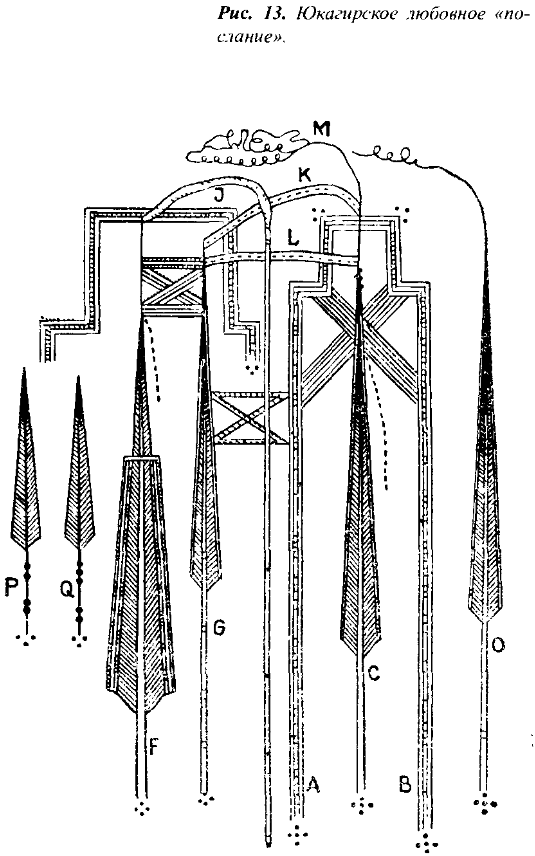 Рис. 13. Юкагирское любовное «по-
слание».
M
K
J
L
P
Q
G
O
C
F
A
B